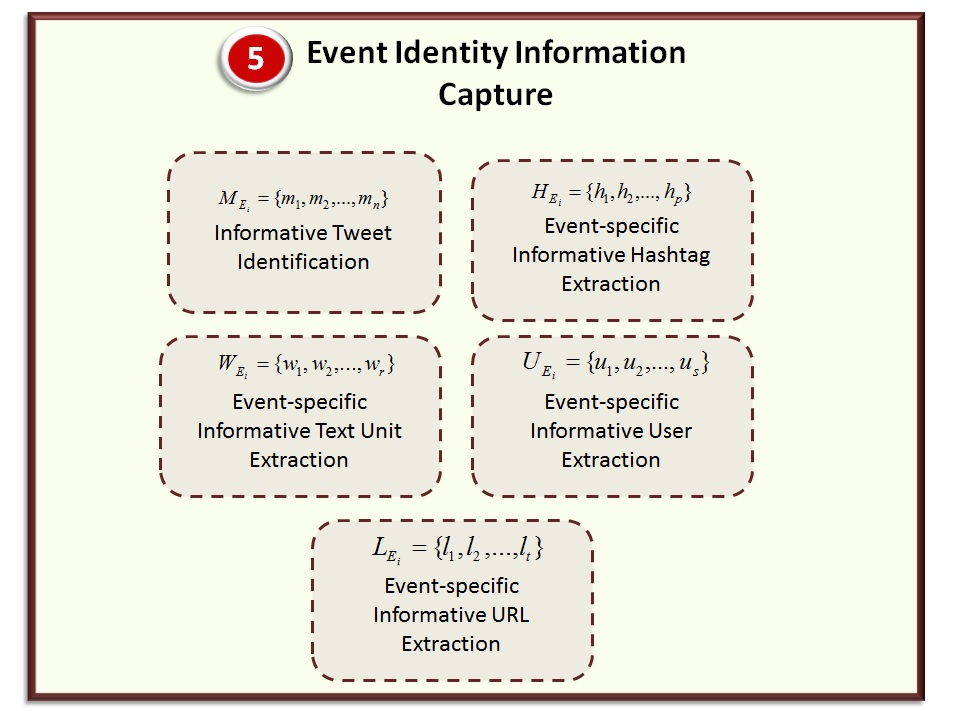 5
Event Identity Information
Capture
M_{E_i} = {m_1, m_2,..., m_n}
Informative Tweet
Identification
H_{E_i} = {h_1, h_2,..., h_p}
Event-specific
Informative Hashtag
Extraction
W_{E_i} = {w_1, w_2,..., w_r}
Event-specific
Informative Text Unit
Extraction
U_{E_i} = {u_1, u_2,..., u_s}
Event-specific
Informative User
Extraction
L_{E_i} = {l_1, l_2,..., l_t}
Event-specific
Informative URL
Extraction